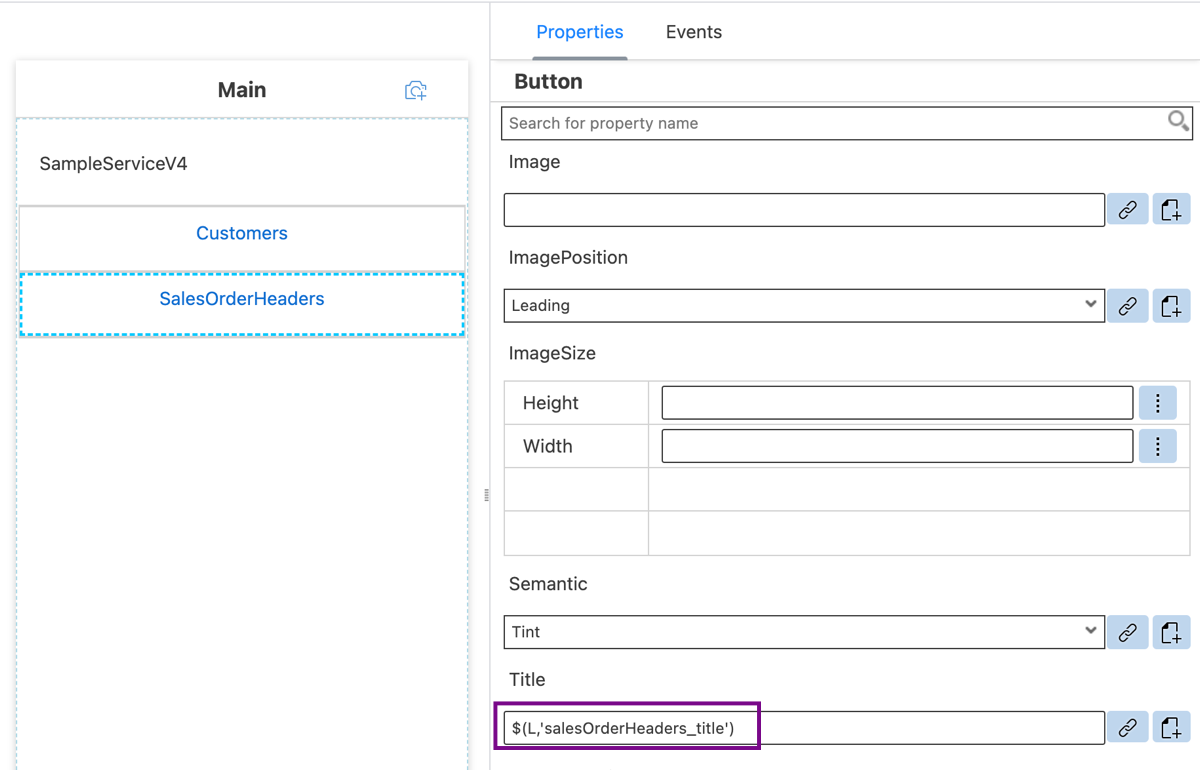 Main
SampleServiceV4
Customers
SalesOrderHeaders
Properties Events
Button
Search for property name
Image
ImagePosition
Leading
ImageSize
Height
Width
Semantic
Tint
Title
$(L,'salesOrderHeaders_title')